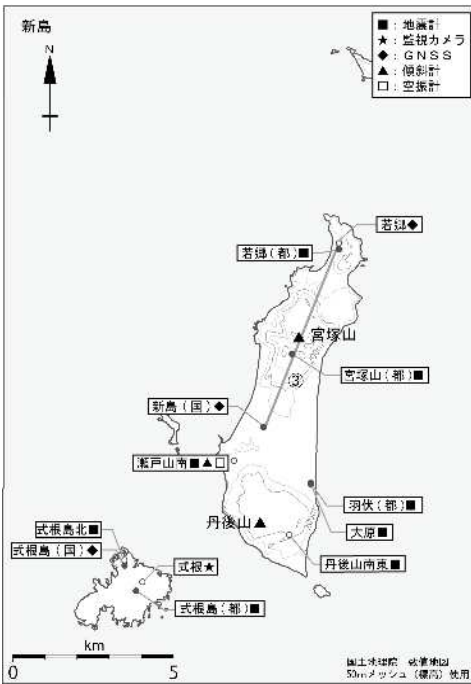 新島
■：地震計
★：監視カメラ
◆：GNSS
▲：傾斜計
□：空振計
N
若郷◆
若郷（都）■
宮塚山
宮塚山（都）■
③
新島（国）◆
瀬戸山南■▲□
羽伏（都）■
丹後山
大原■
式根島北■
式根島（国）◆
式根★
丹後山南東■
式根島（都）■
km
0 5
国土地理院 数値地図
50mメッシュ（標高）使用